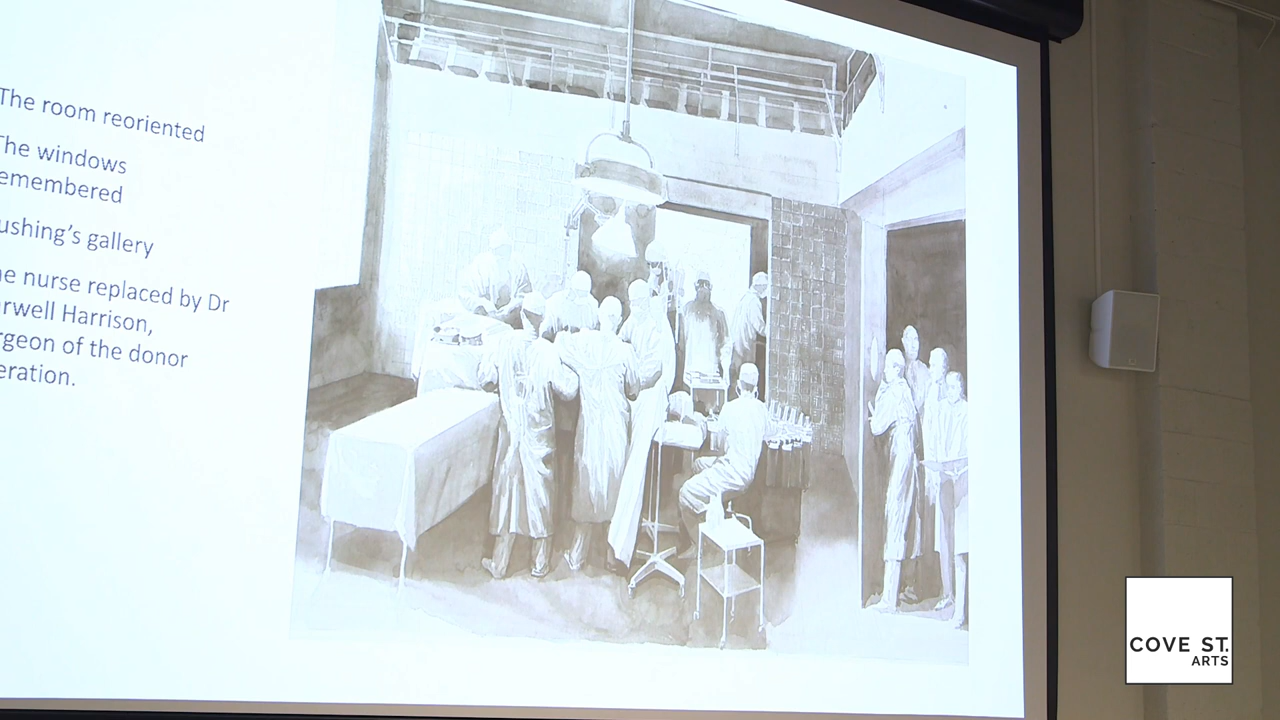 The room reoriented
The windows
emembered
ushing's gallery
e nurse replaced by Dr
rwell Harrison,
rgeon of the donor
eration.
COVE ST.
ARTS